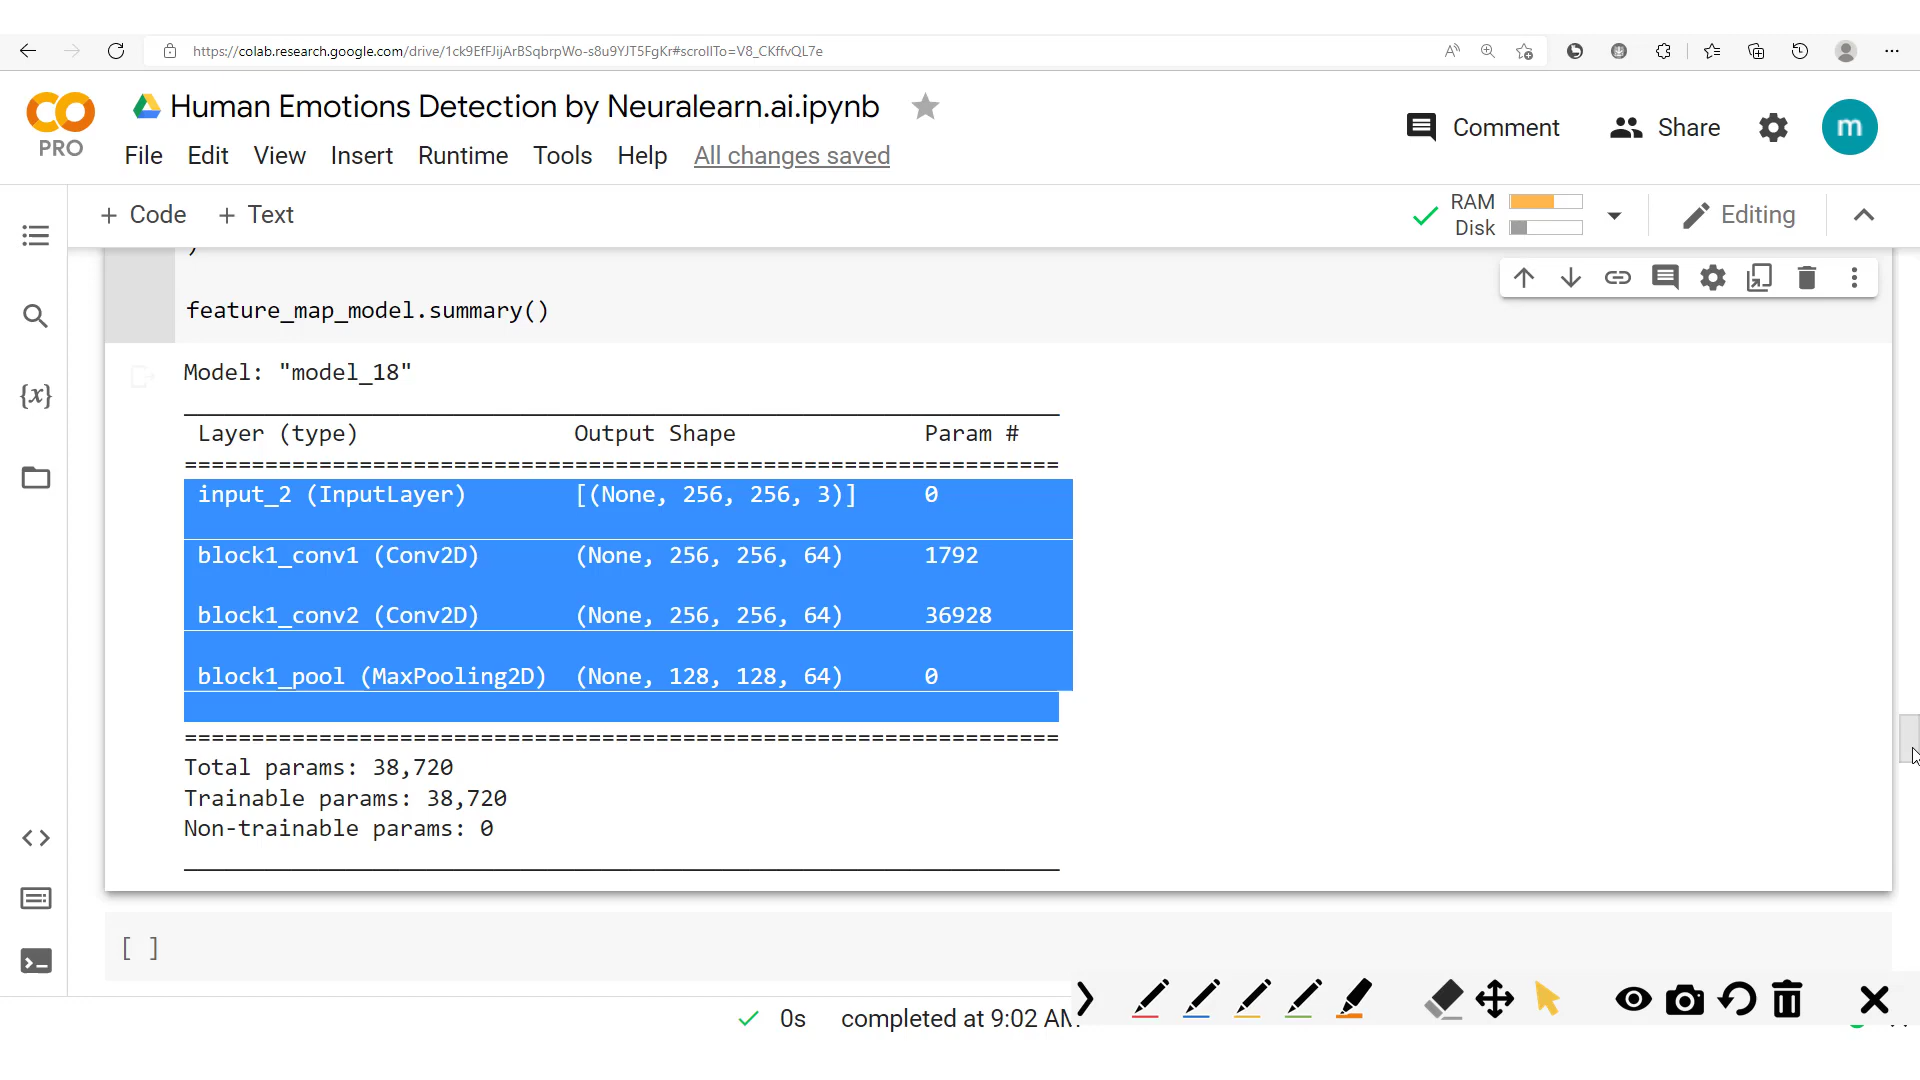 https://colab.research.google.com/drive/1ck9EfFJijArBSqbrpWo-s8u9YJT5FgKr#scrollTo=V8_CKffvQL7e
Human Emotions Detection by Neuralearn.ai.ipynb
PRO
File Edit View Insert Runtime Tools Help All changes saved
Comment Share m
+ Code + Text
RAM
Disk
Editing
{x}
)
feature_map_model.summary()
Model: "model_18"
Layer (type) Output Shape Param #
=================================================================
input_2 (InputLayer) [(None, 256, 256, 3)] 0
block1_conv1 (Conv2D) (None, 256, 256, 64) 1792
block1_conv2 (Conv2D) (None, 256, 256, 64) 36928
block1_pool (MaxPooling2D) (None, 128, 128, 64) 0
=================================================================
Total params: 38,720
Trainable params: 38,720
Non-trainable params: 0
[ ]
0s completed at 9:02 AM